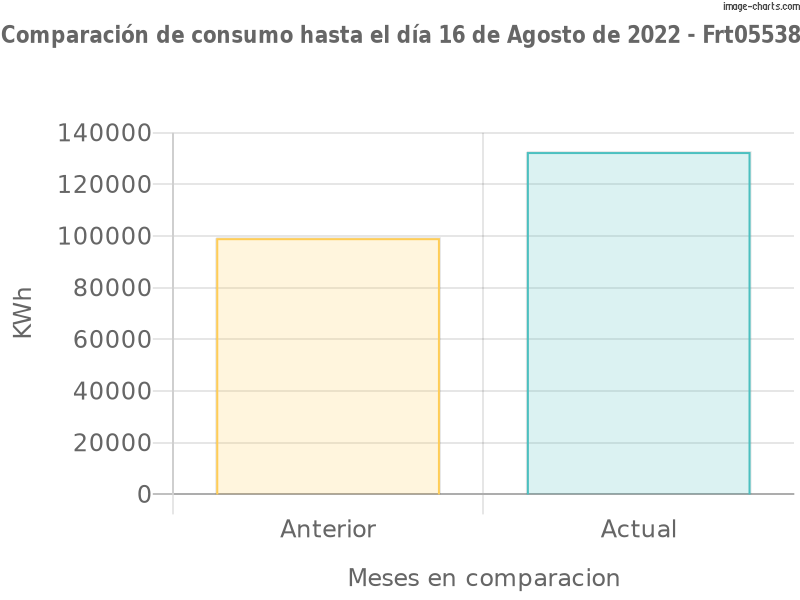 image-charts.com
Comparación de consumo hasta el día 16 de Agosto de 2022 - Frt05538
140000
120000
100000
80000
60000
40000
20000
0
KWh
Anterior Actual
Meses en comparacion